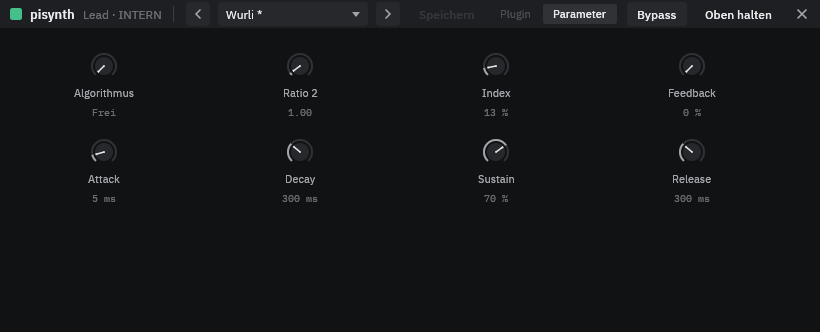 pisynth Lead · INTERN Wurli * Speichern Plugin Parameter Bypass Oben halten
Algorithmus Ratio 2 Index Feedback
Frei 1.00 13 % 0 %
Attack Decay Sustain Release
5 ms 300 ms 70 % 300 ms